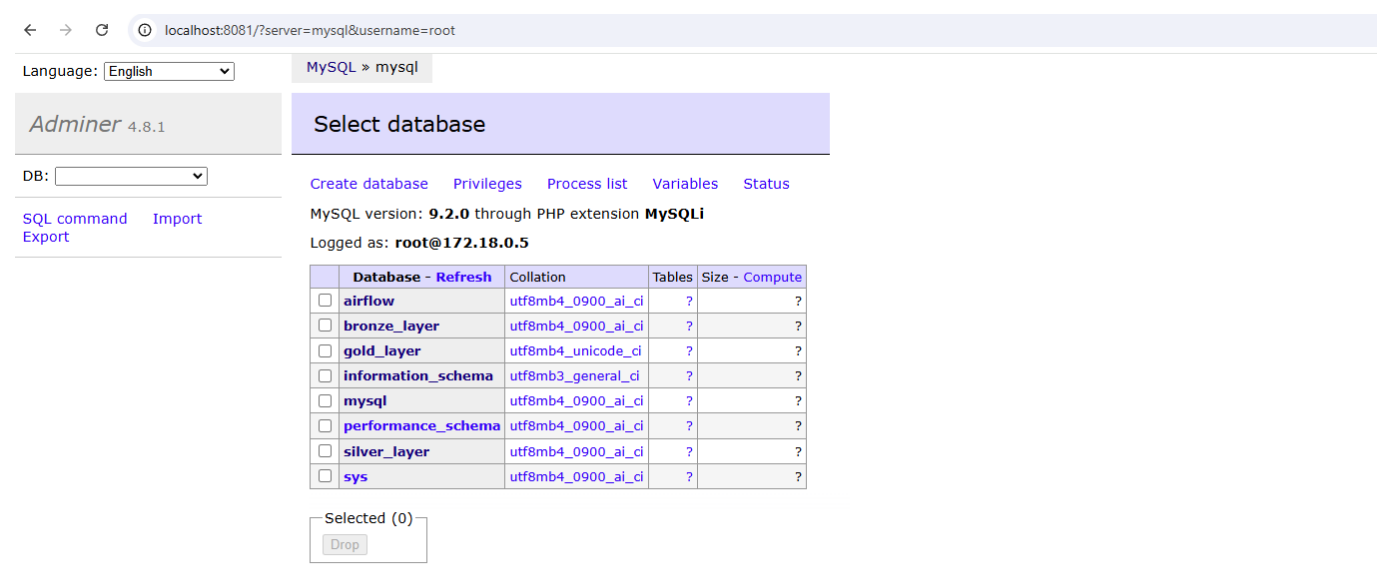 localhost:8081/?server=mysql&username=root
Language: English
MySQL » mysql
Adminer 4.8.1
Select database
DB:
SQL command Import
Export
Create database Privileges Process list Variables Status
MySQL version: 9.2.0 through PHP extension MySQLi
Logged as: root@172.18.0.5
Database - Refresh Collation Tables Size - Compute
airflow utf8mb4_0900_ai_ci ? ?
bronze_layer utf8mb4_0900_ai_ci ? ?
gold_layer utf8mb4_unicode_ci ? ?
information_schema utf8mb3_general_ci ? ?
mysql utf8mb4_0900_ai_ci ? ?
performance_schema utf8mb4_0900_ai_ci ? ?
silver_layer utf8mb4_0900_ai_ci ? ?
sys utf8mb4_0900_ai_ci ? ?
Selected (0)
Drop